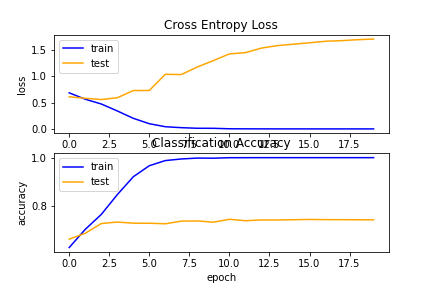 Cross Entropy Loss
train
test
1.5
1.0
0.5
0.0
loss
0.0 2.5 5.0 7.5 10.0 12.5 15.0 17.5
Classification Accuracy
train
test
1.0
0.8
accuracy
0.0 2.5 5.0 7.5 10.0 12.5 15.0 17.5
epoch